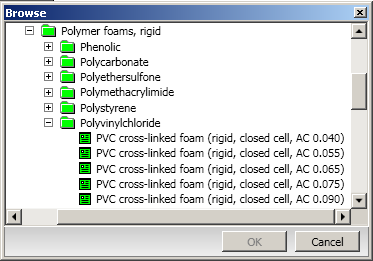 Browse
Polymer foams, rigid
Phenolic
Polycarbonate
Polyethersulfone
Polymethacrylimide
Polystyrene
Polyvinylchloride
PVC cross-linked foam (rigid, closed cell, AC 0.040)
PVC cross-linked foam (rigid, closed cell, AC 0.055)
PVC cross-linked foam (rigid, closed cell, AC 0.065)
PVC cross-linked foam (rigid, closed cell, AC 0.075)
PVC cross-linked foam (rigid, closed cell, AC 0.090)
OK Cancel